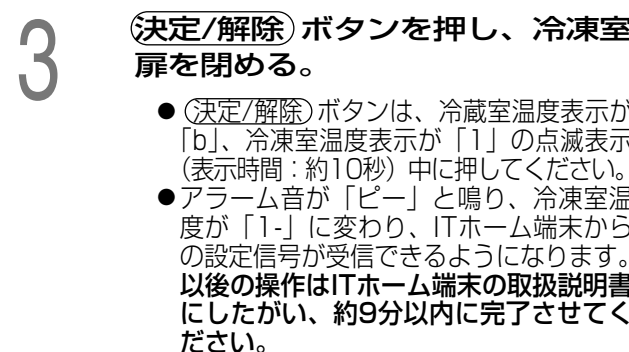 3
決定/解除 ボタンを押し、冷凍室
扉を閉める。
●決定/解除 ボタンは、冷蔵室温度表示が
「b」、冷凍室温度表示が「1」の点滅表示
（表示時間：約10秒）中に押してください。
●アラーム音が「ピー」と鳴り、冷凍室温
度が「1-」に変わり、ITホーム端末から
の設定信号が受信できるようになります。
以後の操作はITホーム端末の取扱説明書
にしたがい、約9分以内に完了させてく
ださい。